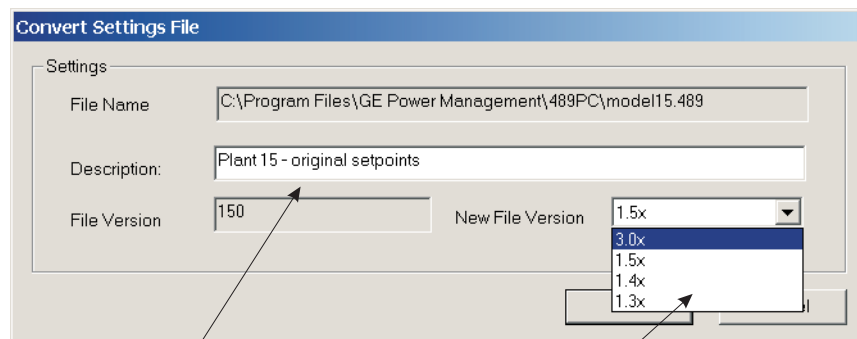 Convert Settings File
Settings
File Name
C:\Program Files\GE Power Management\489PC\model15.489
Description:
Plant 15 - original setpoints
File Version
150
New File Version
1.5x
3.0x
1.5x
1.4x
1.3x